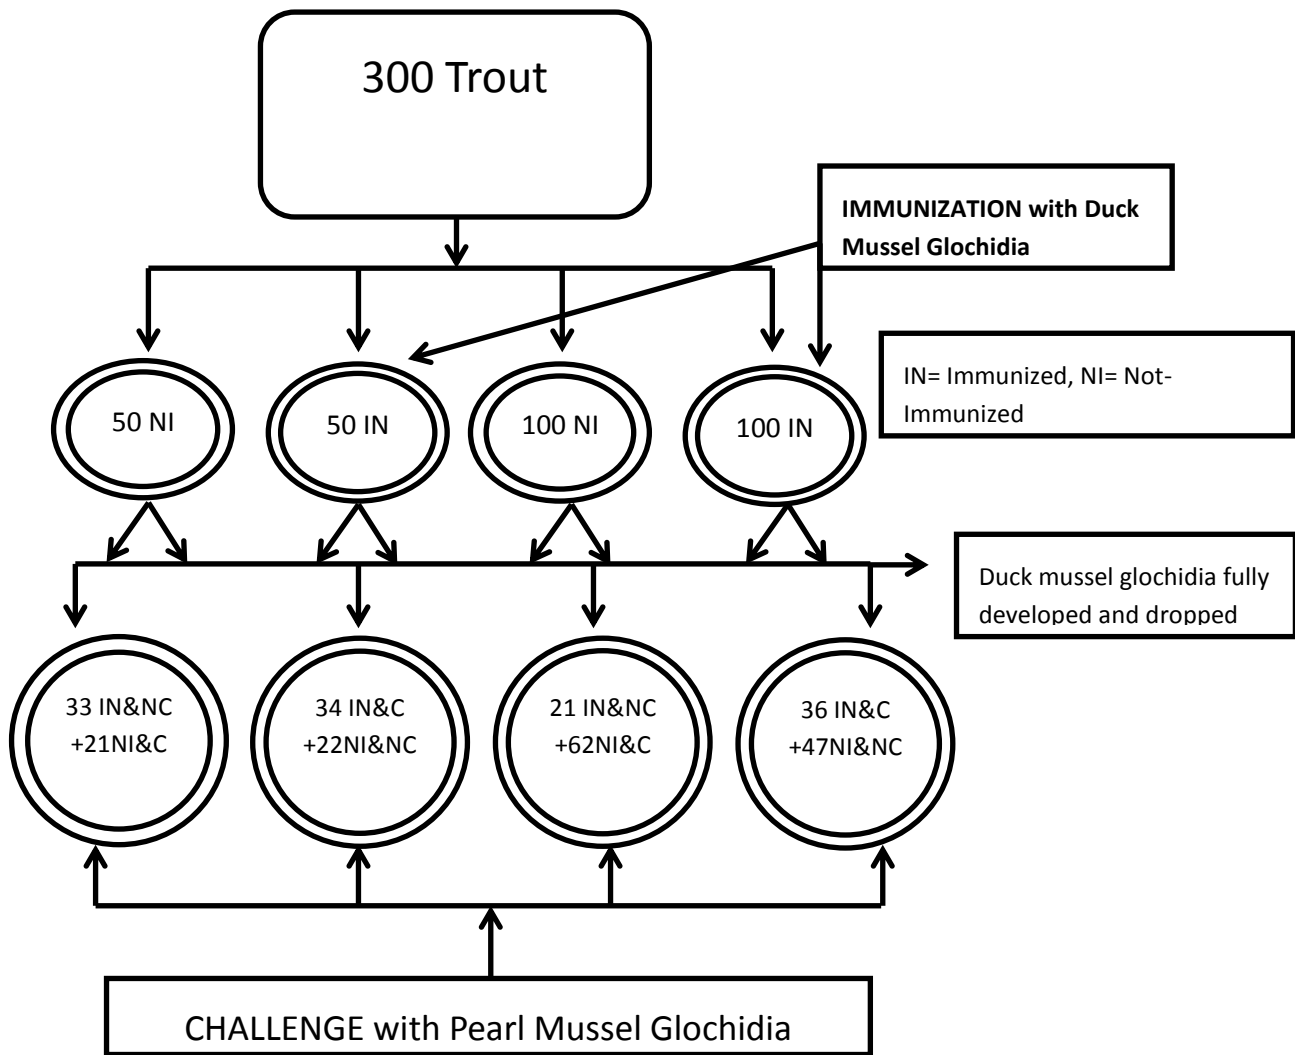 300 Trout
IMMUNIZATION with Duck
Mussel Glochidia
50 NI
50 IN
100 NI
100 IN
IN= Immunized, NI= Not-
Immunized
Duck mussel glochidia fully
developed and dropped
33 IN&NC
+21NI&C
34 IN&C
+22NI&NC
21 IN&NC
+62NI&C
36 IN&C
+47NI&NC
CHALLENGE with Pearl Mussel Glochidia